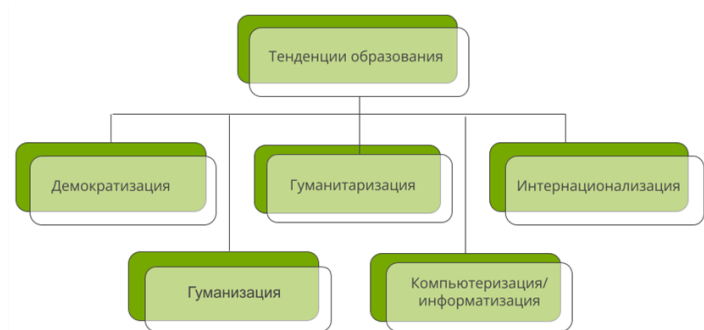 Тенденции образования
Демократизация
Гуманитаризация
Интернационализация
Гуманизация
Компьютеризация/
информатизация